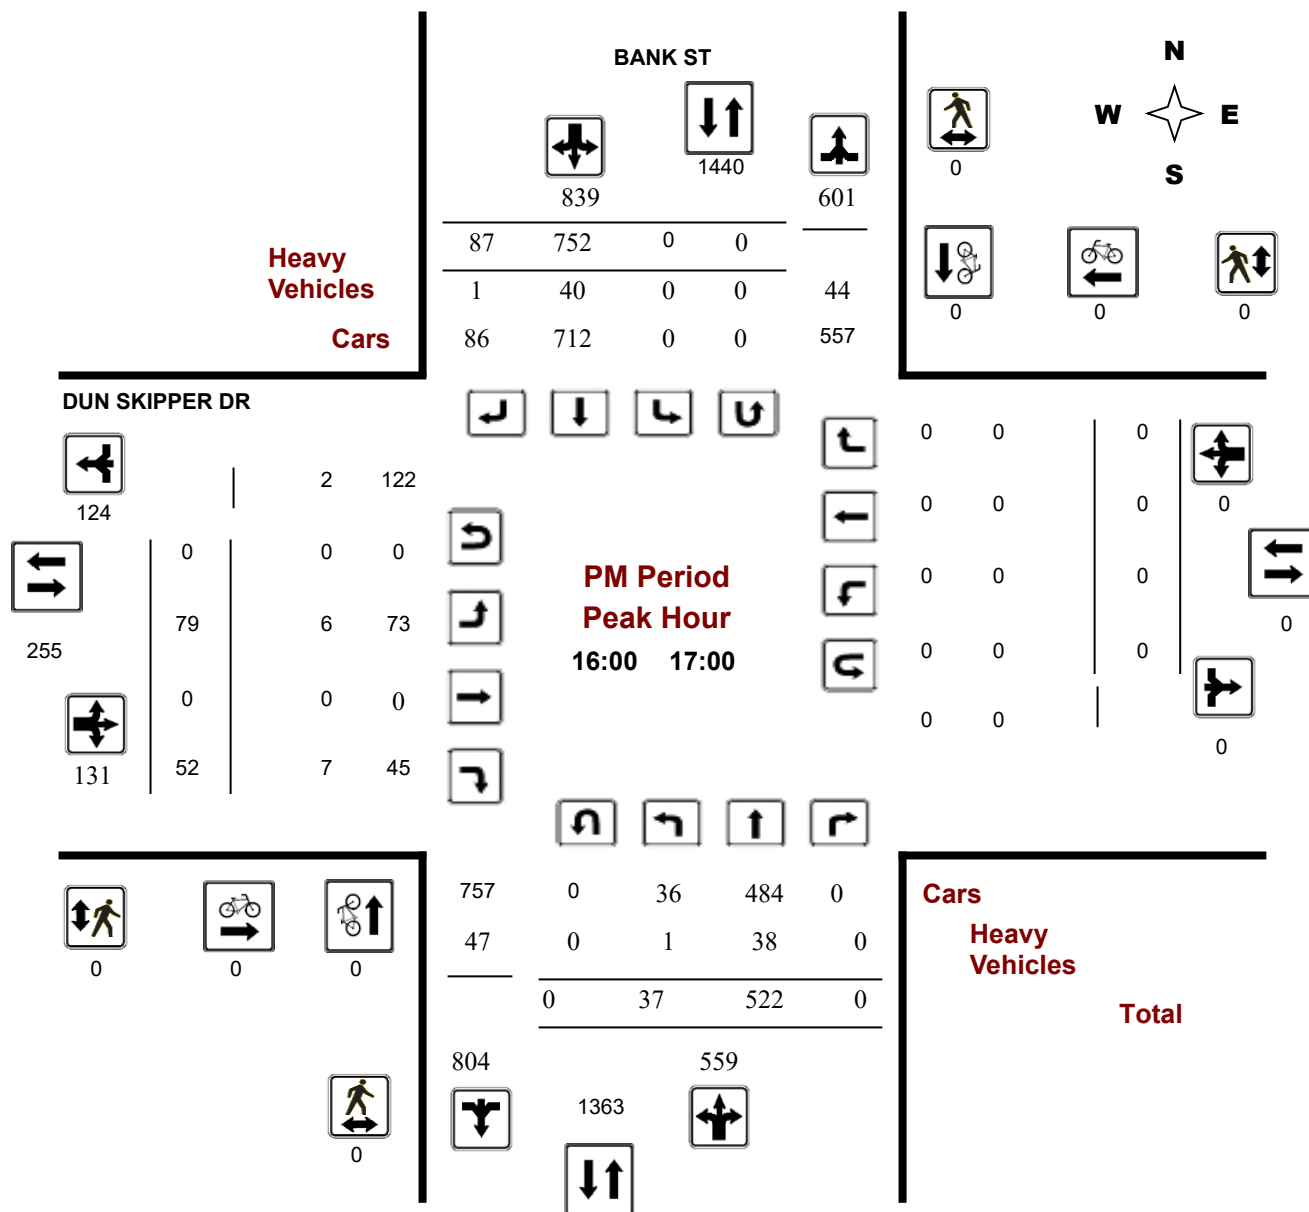 BANK ST
N
W E
S
1440
839
601
0
87 752 0 0
Heavy
Vehicles
1 40 0 0 44
0 0 0
Cars
86 712 0 0 557
DUN SKIPPER DR
0 0 0
2 122
124
0 0 0 0
0 0 0
PM Period
0 0 0
Peak Hour
79 6 73
0
255
16:00 17:00
0 0 0
0 0 0
0 0
0
131
52 7 45
757 0 36 484 0
Cars
47 0 1 38 0
Heavy
Vehicles
0 0 0
0 37 522 0
Total
804 559
1363
0